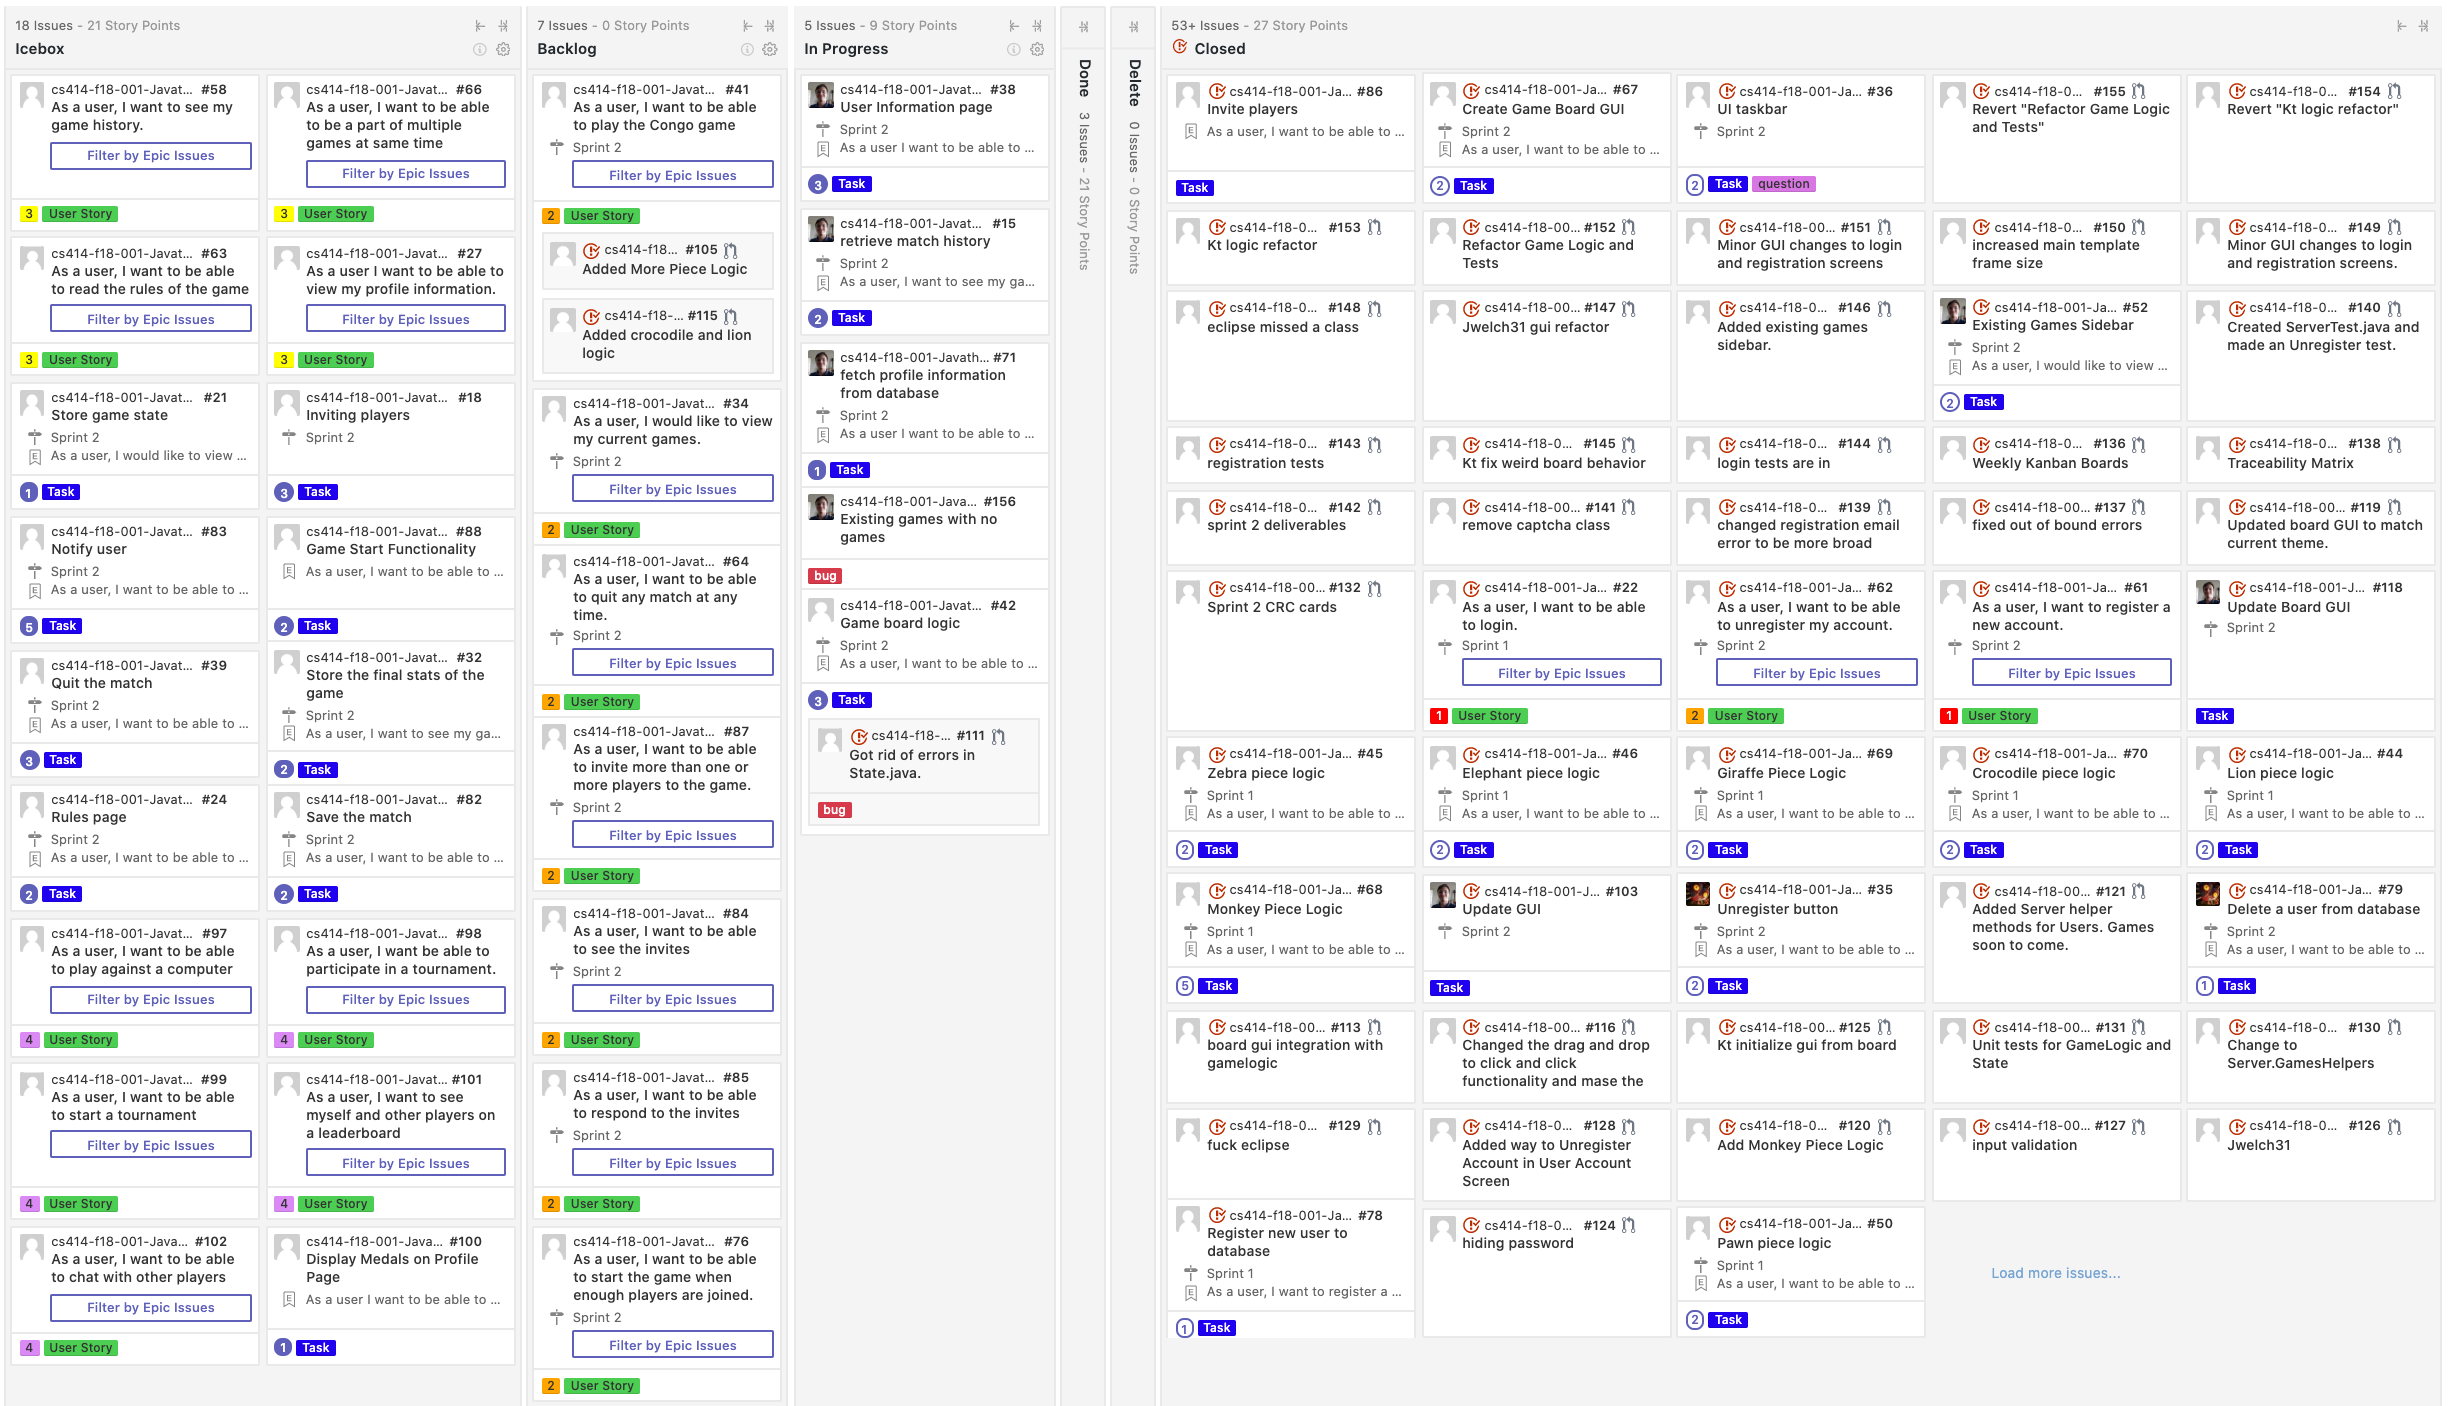 18 Issues - 21 Story Points
Icebox
cs414-f18-001-Javat... #58
As a user, I want to see my
game history.
Filter by Epic Issues
3 User Story
cs414-f18-001-Javat... #66
As a user, I want to be able
to be a part of multiple
games at same time
Filter by Epic Issues
3 User Story
cs414-f18-001-Javat... #63
As a user, I want to be able
to read the rules of the game
Filter by Epic Issues
3 User Story
cs414-f18-001-Javat... #27
As a user I want to be able to
view my profile information.
Filter by Epic Issues
3 User Story
cs414-f18-001-Javat... #21
Store game state
Sprint 2
As a user, I would like to view ...
1 Task
cs414-f18-001-Javat... #18
Inviting players
Sprint 2
3 Task
cs414-f18-001-Javat... #83
Notify user
Sprint 2
As a user, I want to be able to ...
5 Task
cs414-f18-001-Javat... #88
Game Start Functionality
As a user, I want to be able to ...
2 Task
cs414-f18-001-Javat... #39
Quit the match
Sprint 2
As a user, I want to be able to ...
3 Task
cs414-f18-001-Javat... #32
Store the final stats of the
game
Sprint 2
As a user, I want to see my ga...
2 Task
cs414-f18-001-Javat... #24
Rules page
Sprint 2
As a user, I want to be able to ...
2 Task
cs414-f18-001-Javat... #82
Save the match
Sprint 2
As a user, I want to be able to ...
2 Task
cs414-f18-001-Javat... #97
As a user, I want to be able
to play against a computer
Filter by Epic Issues
4 User Story
cs414-f18-001-Javat... #98
As a user, I want be able to
participate in a tournament.
Filter by Epic Issues
4 User Story
cs414-f18-001-Javat... #99
As a user, I want to be able
to start a tournament
Filter by Epic Issues
4 User Story
cs414-f18-001-Javat... #101
As a user, I want to see
myself and other players on
a leaderboard
Filter by Epic Issues
4 User Story
cs414-f18-001-Java... #102
As a user, I want to be able
to chat with other players
Filter by Epic Issues
4 User Story
cs414-f18-001-Java... #100
Display Medals on Profile
Page
As a user I want to be able to ...
1 Task
7 Issues - 0 Story Points
Backlog
cs414-f18-001-Javat... #41
As a user, I want to be able
to play the Congo game
Sprint 2
Filter by Epic Issues
2 User Story
cs414-f18... #105
Added More Piece Logic
cs414-f18-... #115
Added crocodile and lion
logic
cs414-f18-001-Javat... #34
As a user, I would like to view
my current games.
Sprint 2
Filter by Epic Issues
2 User Story
cs414-f18-001-Javat... #64
As a user, I want to be able
to quit any match at any
time.
Sprint 2
Filter by Epic Issues
2 User Story
cs414-f18-001-Javat... #87
As a user, I want to be able
to invite more than one or
more players to the game.
Sprint 2
Filter by Epic Issues
2 User Story
cs414-f18-001-Javat... #84
As a user, I want to be able
to see the invites
Sprint 2
Filter by Epic Issues
2 User Story
cs414-f18-001-Javat... #85
As a user, I want to be able
to respond to the invites
Sprint 2
Filter by Epic Issues
2 User Story
cs414-f18-001-Javat... #76
As a user, I want to be able
to start the game when
enough players are joined.
Sprint 2
Filter by Epic Issues
2 User Story
5 Issues - 9 Story Points
In Progress
cs414-f18-001-Javat... #38
User Information page
Sprint 2
As a user I want to be able to ...
3 Task
cs414-f18-001-Javat... #15
retrieve match history
Sprint 2
As a user, I want to see my ga...
2 Task
cs414-f18-001-Javath... #71
fetch profile information
from database
Sprint 2
As a user I want to be able to ...
1 Task
cs414-f18-001-Java... #156
Existing games with no
games
bug
cs414-f18-001-Javat... #42
Game board logic
Sprint 2
As a user, I want to be able to ...
3 Task
cs414-f18-... #111
Got rid of errors in
State.java.
bug
Done 3 Issues - 21 Story Points
Delete 0 Issues - 0 Story Points
53+ Issues - 27 Story Points
Closed
cs414-f18-001-Ja... #86
Invite players
As a user, I want to be able to ...
Task
cs414-f18-001-Ja... #67
Create Game Board GUI
Sprint 2
As a user, I want to be able to ...
2 Task
cs414-f18-001-Ja... #36
UI taskbar
Sprint 2
2 Task question
cs414-f18-0... #155
Revert "Refactor Game Logic
and Tests"
cs414-f18-0... #154
Revert "Kt logic refactor"
cs414-f18-0... #153
Kt logic refactor
cs414-f18-00... #152
Refactor Game Logic and
Tests
cs414-f18-00... #151
Minor GUI changes to login
and registration screens
cs414-f18-0... #150
increased main template
frame size
cs414-f18-0... #149
Minor GUI changes to login
and registration screens.
cs414-f18-0... #148
eclipse missed a class
cs414-f18-00... #147
Jwelch31 gui refactor
cs414-f18-0... #146
Added existing games
sidebar.
cs414-f18-001-Ja... #52
Existing Games Sidebar
Sprint 2
As a user, I would like to view ...
2 Task
cs414-f18-0... #140
Created ServerTest.java and
made an Unregister test.
cs414-f18-0... #143
registration tests
cs414-f18-0... #145
Kt fix weird board behavior
cs414-f18-0... #144
login tests are in
cs414-f18-0... #136
Weekly Kanban Boards
cs414-f18-0... #138
Traceability Matrix
cs414-f18-0... #142
sprint 2 deliverables
cs414-f18-00... #141
remove captcha class
cs414-f18-0... #139
changed registration email
error to be more broad
cs414-f18-00... #137
fixed out of bound errors
cs414-f18-00... #119
Updated board GUI to match
current theme.
cs414-f18-00... #132
Sprint 2 CRC cards
cs414-f18-001-Ja... #22
As a user, I want to be able
to login.
Sprint 1
Filter by Epic Issues
1 User Story
cs414-f18-001-Ja... #62
As a user, I want to be able
to unregister my account.
Sprint 2
Filter by Epic Issues
2 User Story
cs414-f18-001-Ja... #61
As a user, I want to register a
new account.
Sprint 2
Filter by Epic Issues
1 User Story
cs414-f18-001-J... #118
Update Board GUI
Sprint 2
Task
cs414-f18-001-Ja... #45
Zebra piece logic
Sprint 1
As a user, I want to be able to ...
2 Task
cs414-f18-001-Ja... #46
Elephant piece logic
Sprint 1
As a user, I want to be able to ...
2 Task
cs414-f18-001-Ja... #69
Giraffe Piece Logic
Sprint 1
As a user, I want to be able to ...
2 Task
cs414-f18-001-Ja... #70
Crocodile piece logic
Sprint 1
As a user, I want to be able to ...
2 Task
cs414-f18-001-Ja... #44
Lion piece logic
Sprint 1
As a user, I want to be able to ...
2 Task
cs414-f18-001-Ja... #68
Monkey Piece Logic
Sprint 1
As a user, I want to be able to ...
5 Task
cs414-f18-001-J... #103
Update GUI
Sprint 2
Task
cs414-f18-001-Ja... #35
Unregister button
Sprint 2
As a user, I want to be able to ...
2 Task
cs414-f18-00... #121
Added Server helper
methods for Users. Games
soon to come.
cs414-f18-001-Ja... #79
Delete a user from database
Sprint 2
As a user, I want to be able to ...
1 Task
cs414-f18-00... #113
board gui integration with
gamelogic
cs414-f18-00... #116
Changed the drag and drop
to click and click
functionality and mase the
cs414-f18-00... #125
Kt initialize gui from board
cs414-f18-00... #131
Unit tests for GameLogic and
State
cs414-f18-0... #130
Change to
Server.GamesHelpers
cs414-f18-0... #129
fuck eclipse
cs414-f18-0... #128
Added way to Unregister
Account in User Account
Screen
cs414-f18-0... #120
Add Monkey Piece Logic
cs414-f18-00... #127
input validation
cs414-f18-0... #126
Jwelch31
cs414-f18-001-Ja... #78
Register new user to
database
Sprint 1
As a user, I want to register a ...
1 Task
cs414-f18-0... #124
hiding password
cs414-f18-001-Ja... #50
Pawn piece logic
Sprint 1
As a user, I want to be able to ...
2 Task
Load more issues...